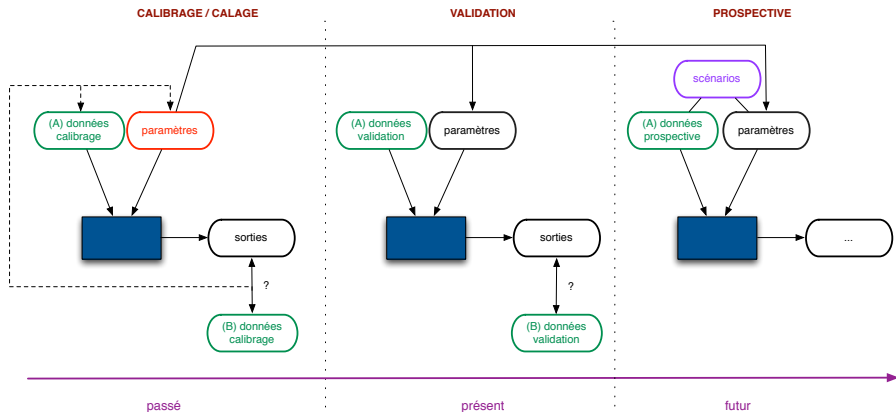 CALIBRAGE / CALAGE
VALIDATION
PROSPECTIVE
scénarios
(A) données
calibrage
paramètres
(A) données
validation
paramètres
(A) données
prospective
paramètres
sorties
sorties
...
?
?
(B) données
calibrage
(B) données
validation
passé
présent
futur